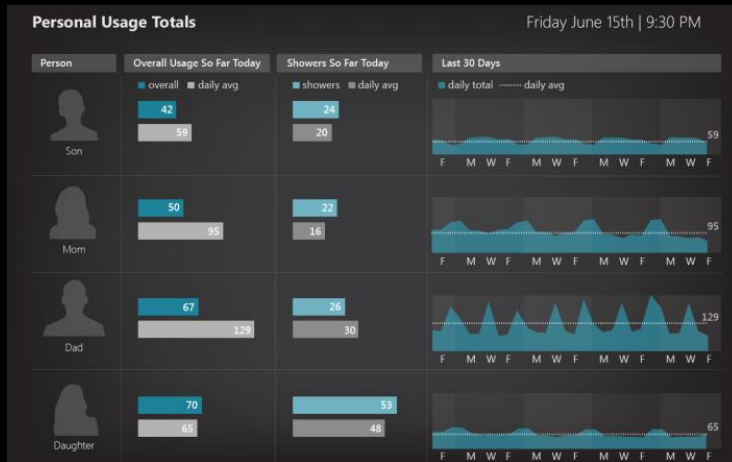 Personal Usage Totals
Friday June 15th | 9:30 PM
Person
Overall Usage So Far Today
Showers So Far Today
Last 30 Days
overall daily avg
showers daily avg
daily total daily avg
42
59
24
20
59
Son
F M W F M W F M W F M W F
50
95
22
16
95
Mom
F M W F M W F M W F M W F
67
129
26
30
129
Dad
F M W F M W F M W F M W F
70
65
53
48
65
Daughter
F M W F M W F M W F M W F